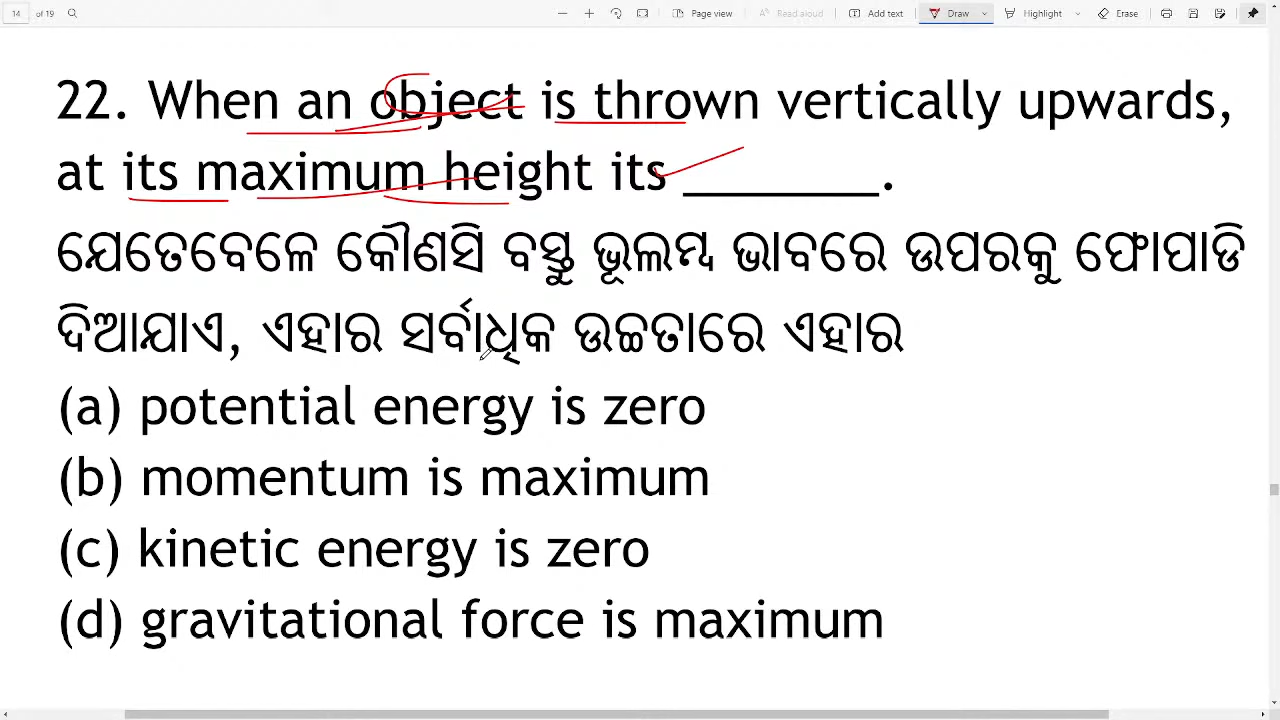 14 of 19 Page view Read aloud Add text Draw Highlight Erase
22. When an object is thrown vertically upwards,
at its maximum height its _______.
ଯେତେବେଳେ କୌଣସି ବସ୍ତୁ ଭୂଲମ୍ବ ଭାବରେ ଉପରକୁ ଫୋପାଡି
ଦିଆଯାଏ, ଏହାର ସର୍ବାଧିକ ଉଚ୍ଚତାରେ ଏହାର
(a) potential energy is zero
(b) momentum is maximum
(c) kinetic energy is zero
(d) gravitational force is maximum